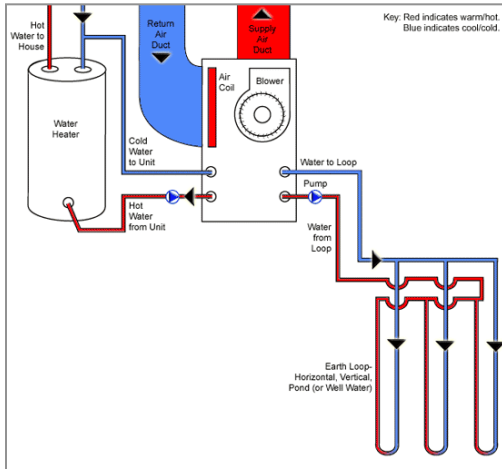 Hot
Water to
House
Return
Air
Duct
Supply
Air
Duct
Key: Red indicates warm/hot.
Blue indicates cool/cold.
Air
Coil
Blower
Water
Heater
Cold
Water
to Unit
Water to Loop
Pump
Hot
Water
from Unit
Water
from
Loop
Earth Loop-
Horizontal, Vertical,
Pond (or Well Water)